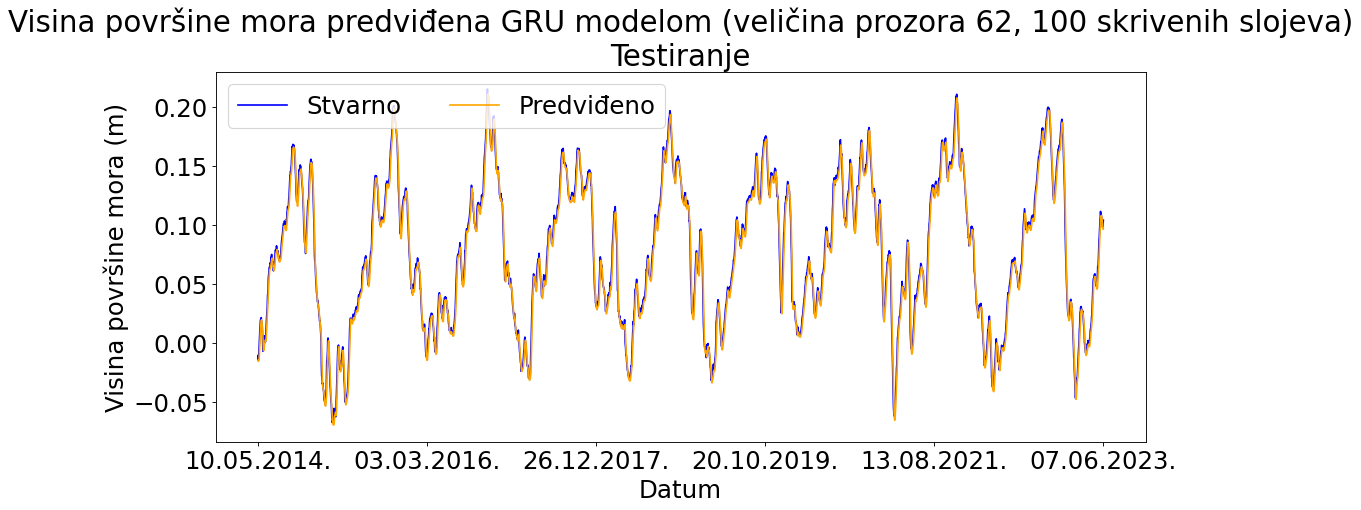 Visina površine mora predviđena GRU modelom (veličina prozora 62, 100 skrivenih slojeva)
Testiranje
Stvarno
Predviđeno
Visina površine mora (m)
0.20
0.15
0.10
0.05
0.00
−0.05
10.05.2014.
03.03.2016.
26.12.2017.
20.10.2019.
13.08.2021.
07.06.2023.
Datum